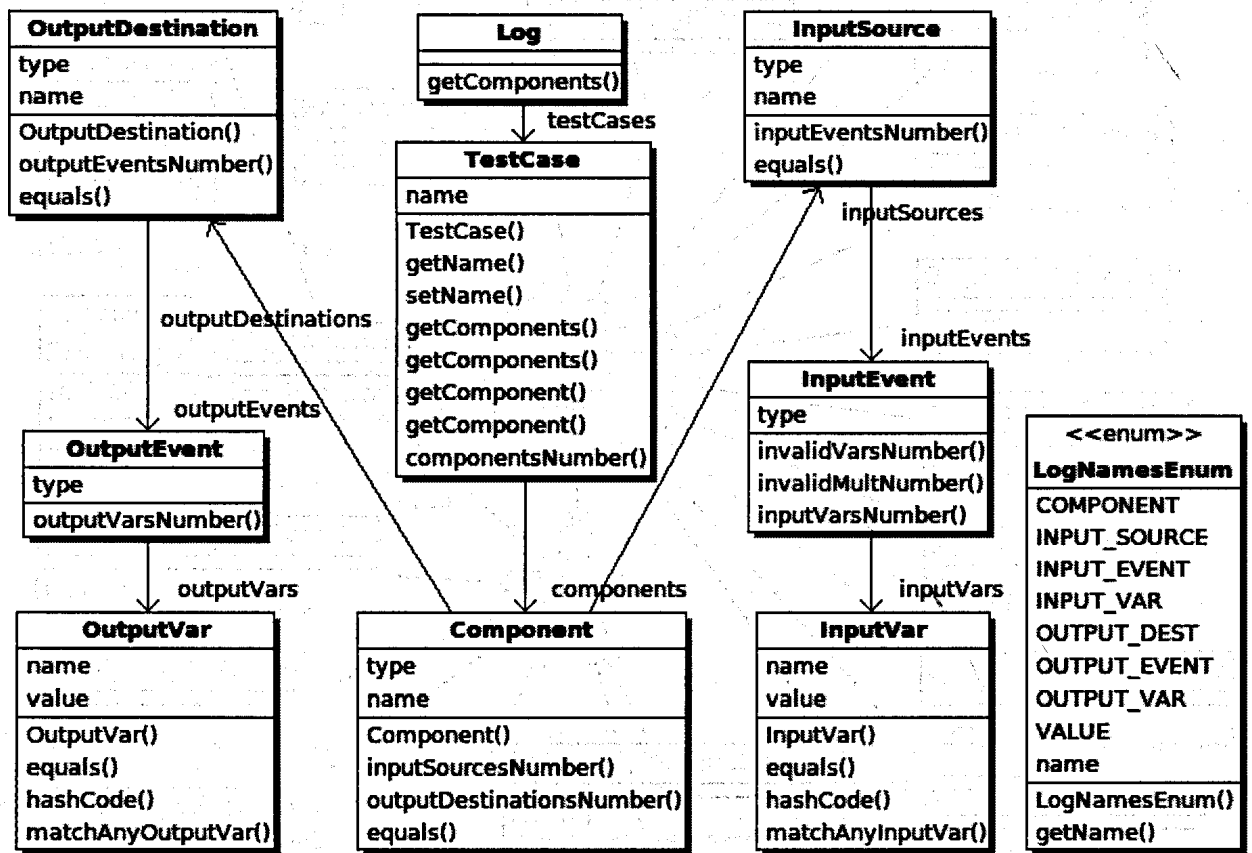 OutputDestination
type
name
OutputDestination()
outputEventsNumber()
equals()
Log
getComponents()
testCases
TestCase
name
TestCase()
getName()
setName()
getComponents()
getComponents()
getComponent()
getComponent()
componentsNumber()
InputSource
type
name
inputEventsNumber()
equals()
inputSources
outputDestinations
inputEvents
outputEvents
OutputEvent
type
outputVarsNumber()
InputEvent
type
invalidVarsNumber()
invalidMultNumber()
inputVarsNumber()
outputVars
components
inputVars
OutputVar
name
value
OutputVar()
equals()
hashCode()
matchAnyOutputVar()
Component
type
name
Component()
inputSourcesNumber()
outputDestinationsNumber()
equals()
InputVar
name
value
InputVar()
equals()
hashCode()
matchAnyInputVar()
<<enum>>
LogNamesEnum
COMPONENT
INPUT_SOURCE
INPUT_EVENT
INPUT_VAR
OUTPUT_DEST
OUTPUT_EVENT
OUTPUT_VAR
VALUE
name
LogNamesEnum()
getName()